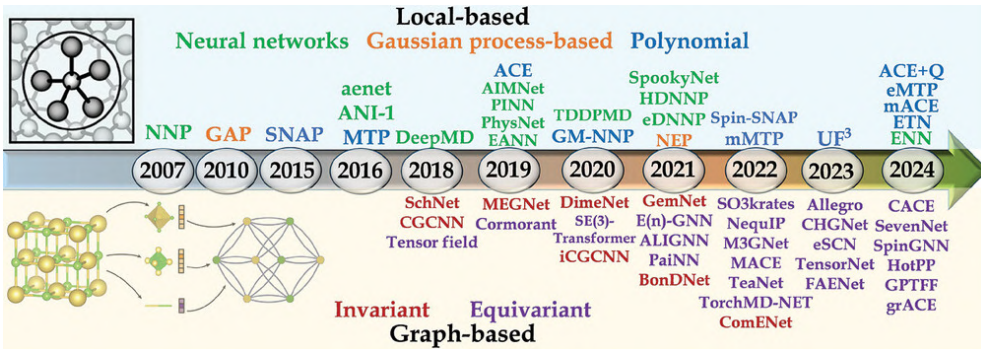 Local-based
Neural networks Gaussian process-based Polynomial
NNP
GAP
SNAP
aenet
ANI-1
MTP
DeepMD
ACE
AIMNet
PINN
PhysNet
EANN
TDDPMD
GM-NNP
SpookyNet
HDNNP
eDNNP
NEP
Spin-SNAP
mMTP
UF³
ACE+Q
eMTP
mACE
ETN
ENN
2007 2010 2015 2016 2018 2019 2020 2021 2022 2023 2024
SchNet
CGCNN
Tensor field
MEGNet
Cormorant
DimeNet
SE(3)-
Transformer
iCGCNN
GemNet
E(n)-GNN
ALIGNN
PaiNN
BonDNet
SO3krates
NequIP
M3GNet
MACE
TeaNet
TorchMD-NET
ComENet
Allegro
CHGNet
eSCN
TensorNet
FAENet
CACE
SevenNet
SpinGNN
HotPP
GPTFF
grACE
Invariant Equivariant
Graph-based